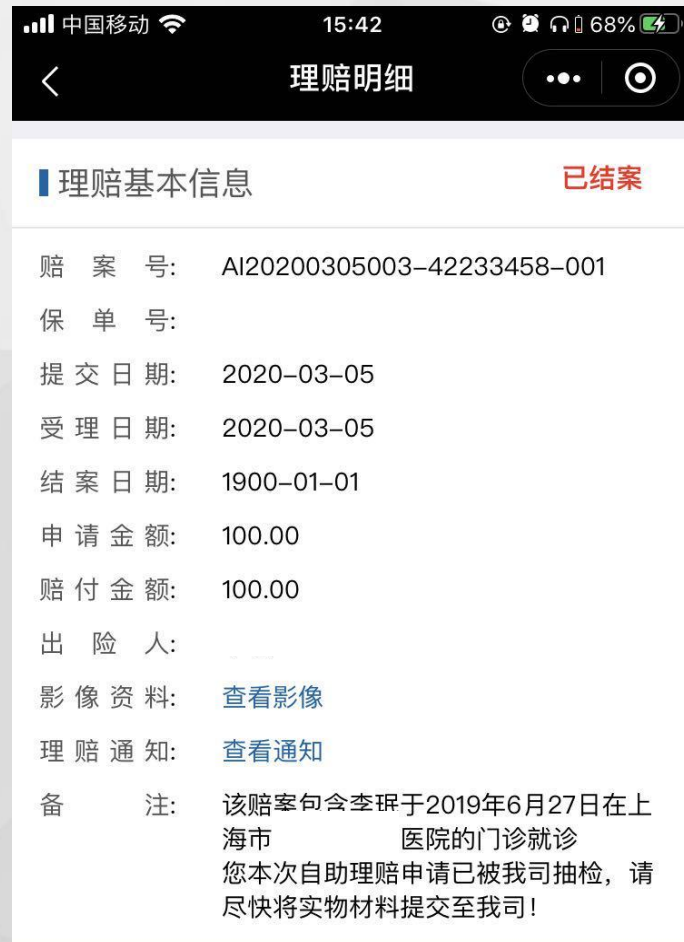 中国移动 15:42 68%
理赔明细
理赔基本信息 已结案
赔案号: AI20200305003-42233458-001
保单号:
提交日期: 2020-03-05
受理日期: 2020-03-05
结案日期: 1900-01-01
申请金额: 100.00
赔付金额: 100.00
出险人:
影像资料: 查看影像
理赔通知: 查看通知
备注: 该赔案包含李珉于2019年6月27日在上
海市 医院的门诊就诊
您本次自助理赔申请已被我司抽检，请
尽快将实物材料提交至我司！